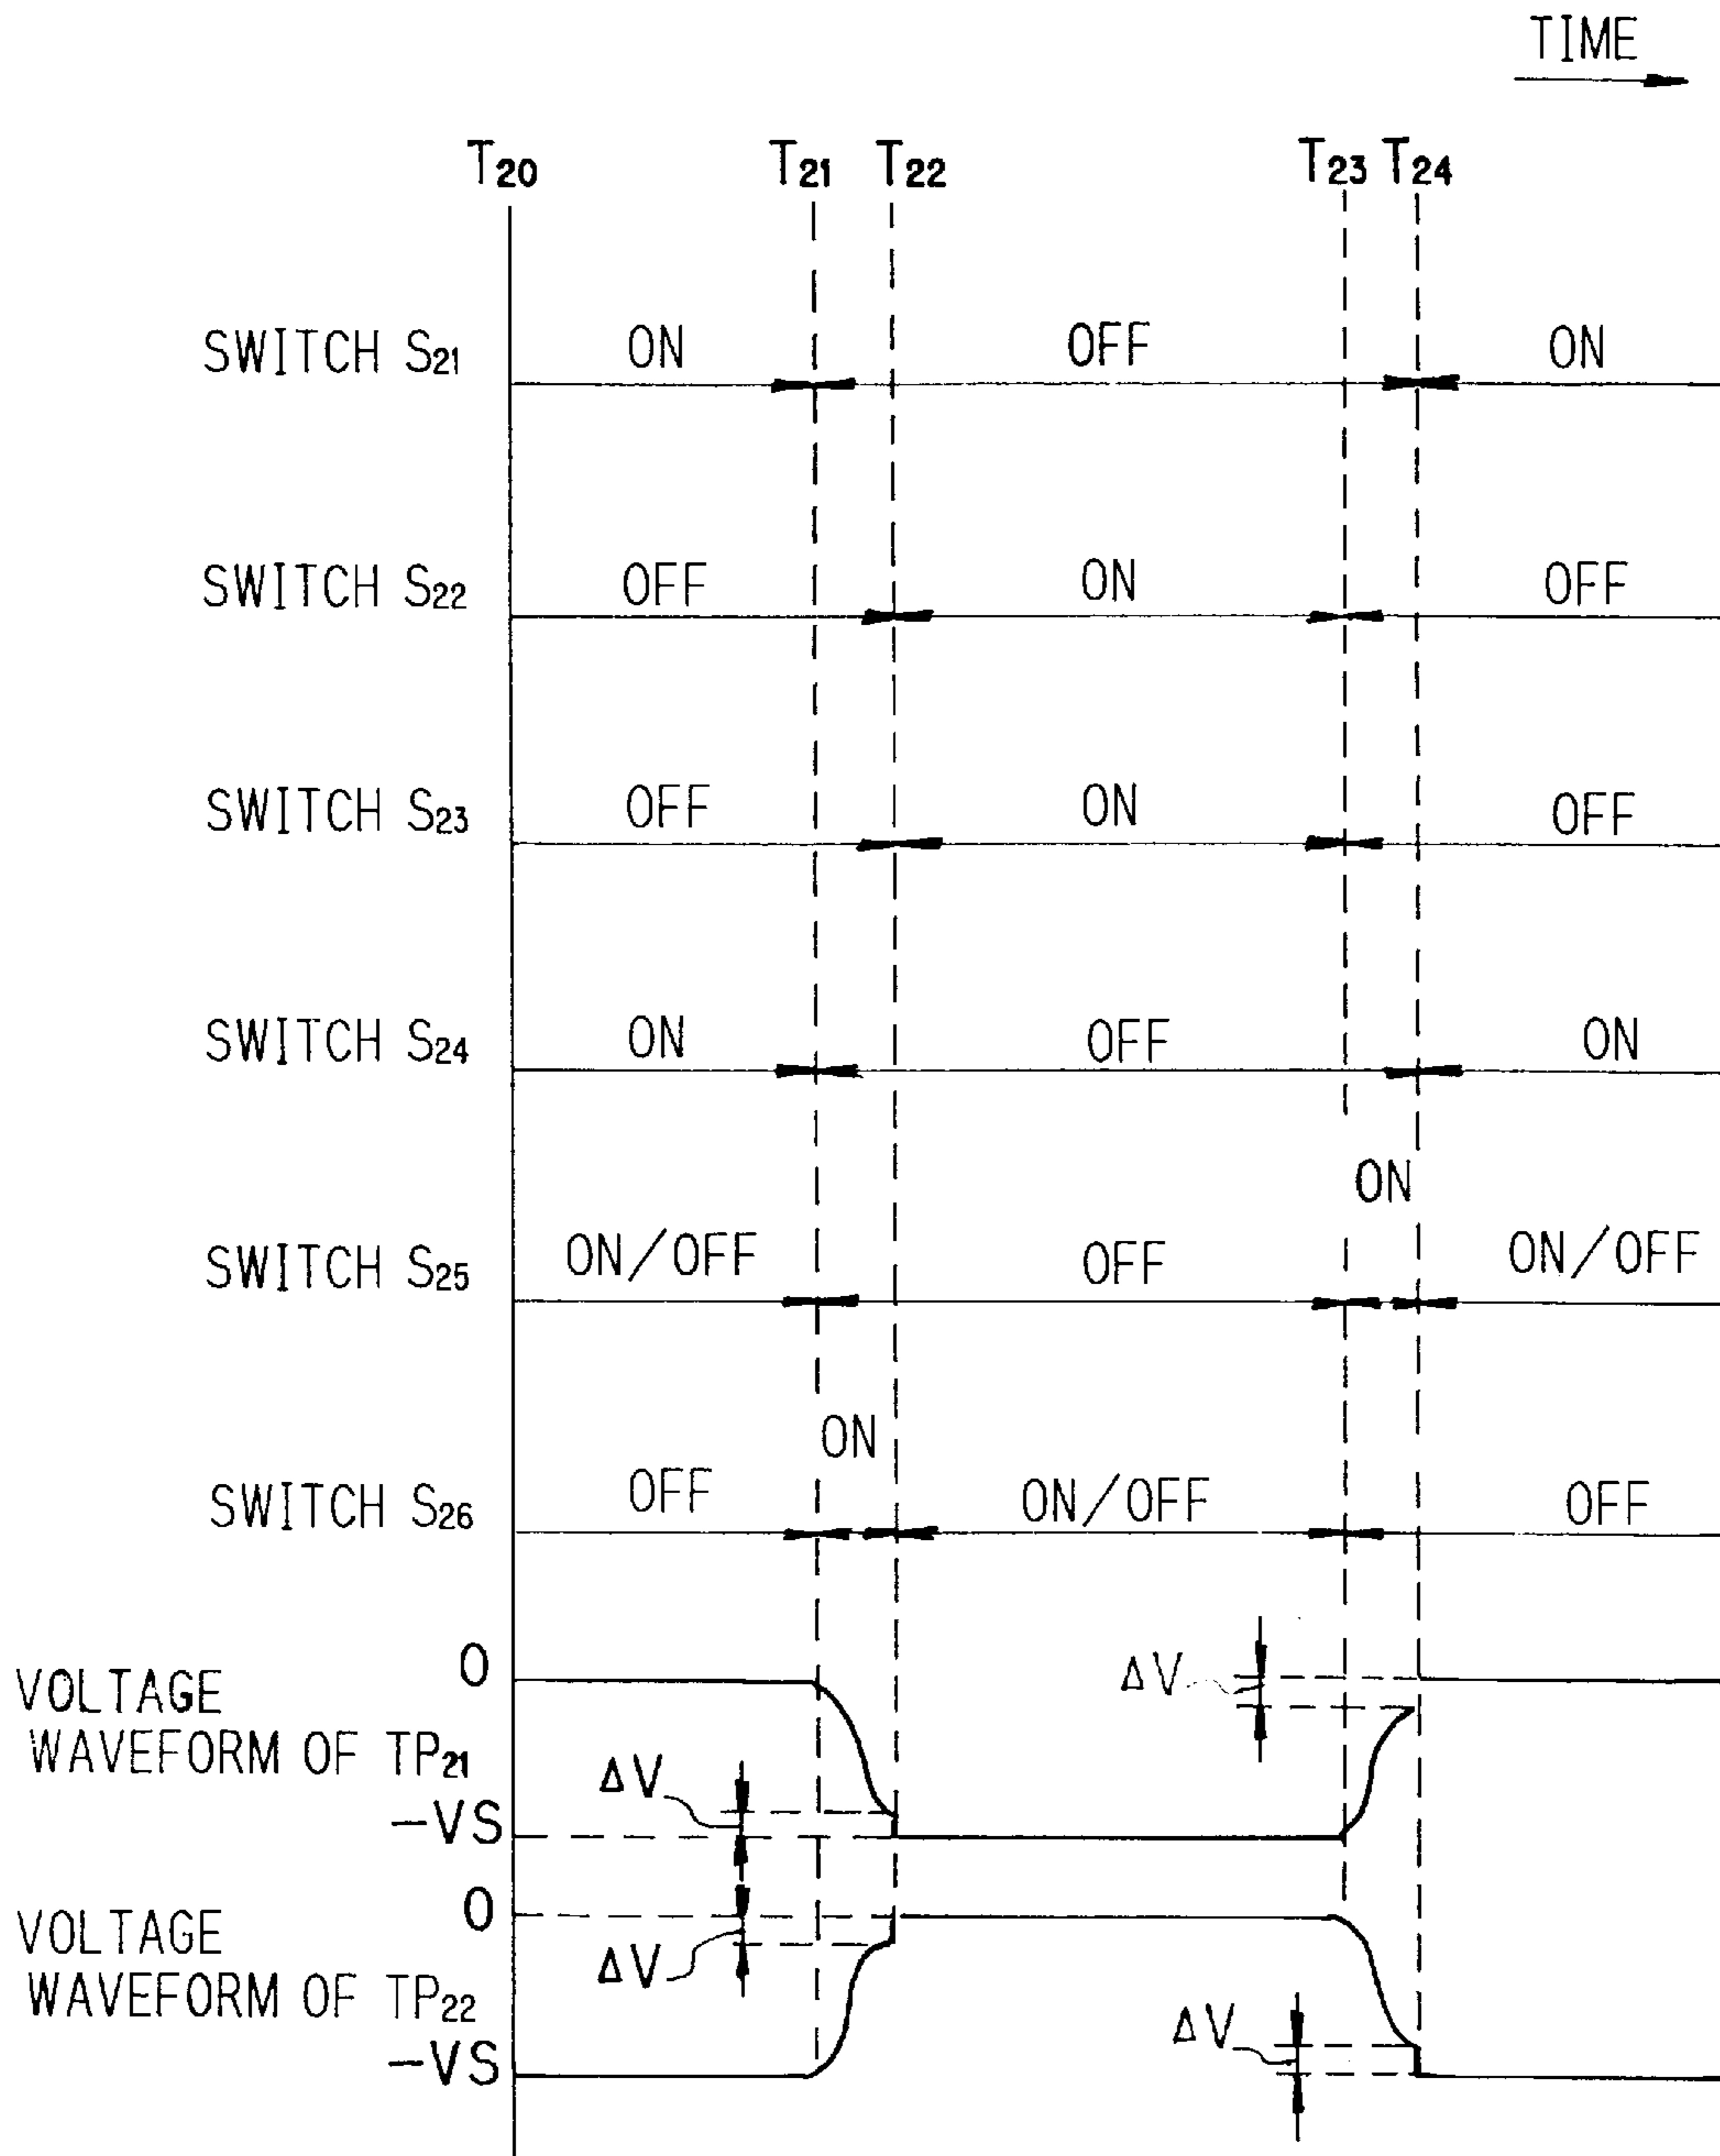 TIME
T20 T21 T22 T23 T24
SWITCH S21 ON OFF ON
SWITCH S22 OFF ON OFF
SWITCH S23 OFF ON OFF
SWITCH S24 ON OFF ON
ON
SWITCH S25 ON/OFF OFF ON/OFF
ON
SWITCH S26 OFF ON/OFF OFF
0
VOLTAGE ΔV
WAVEFORM OF TP21
ΔV
-VS
0
VOLTAGE
ΔV
WAVEFORM OF TP22
ΔV
-VS